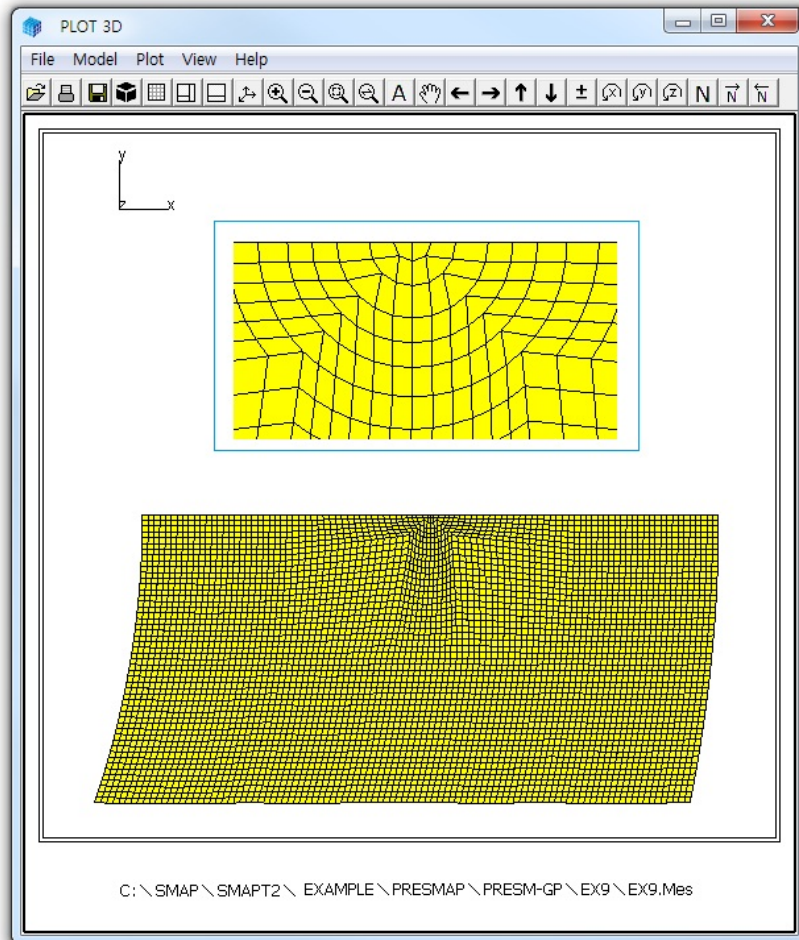 PLOT 3D
File Model Plot View Help
A ± x y z N N N
y
z x
C:\SMAP\SMAPT2\ EXAMPLE\PRESMAP\PRESM-GP\EX9\EX9.Mes